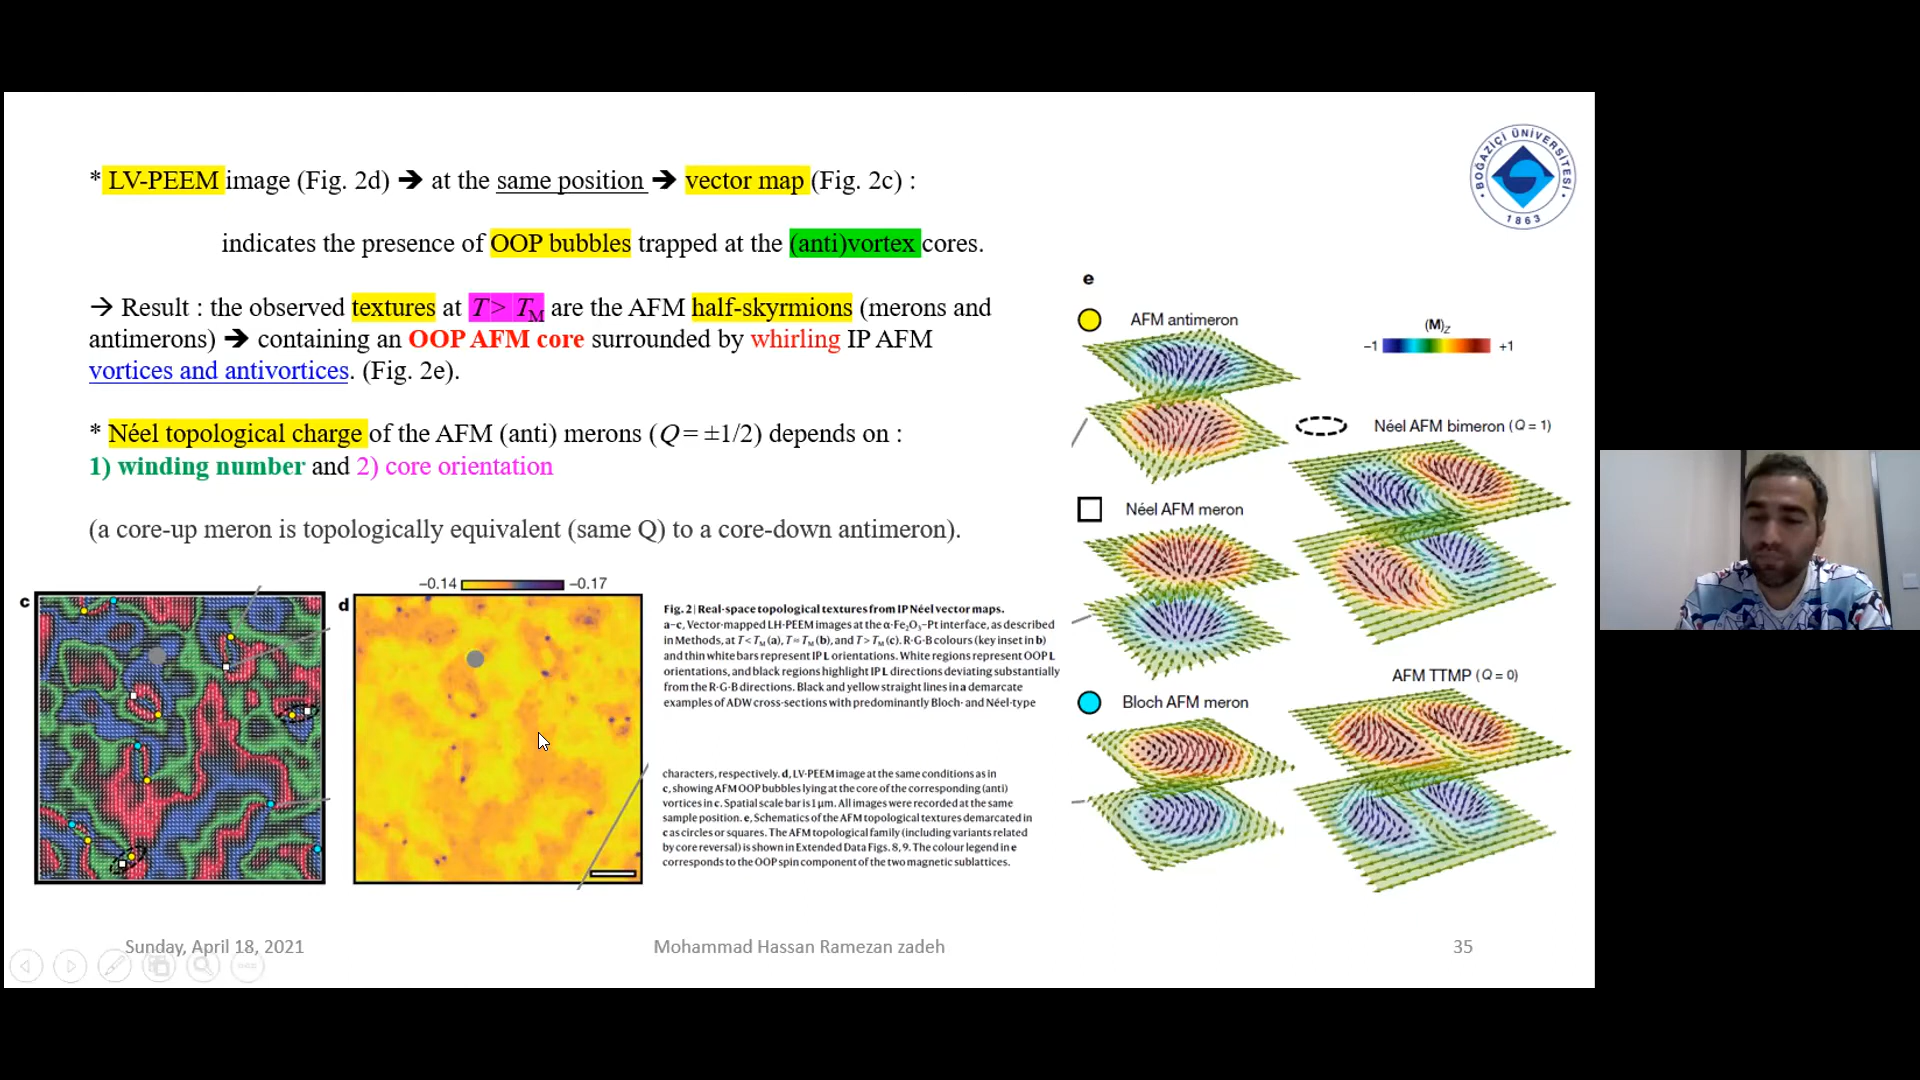 * LV-PEEM image (Fig. 2d) 🡪 at the same position 🡪 vector map (Fig. 2c) :
indicates the presence of OOP bubbles trapped at the (anti)vortex cores.
→ Result : the observed textures at T > TM are the AFM half-skyrmions (merons and
antimerons) 🡪 containing an OOP AFM core surrounded by whirling IP AFM
vortices and antivortices. (Fig. 2e).
* Néel topological charge of the AFM (anti) merons (Q = ±1/2) depends on :
1) winding number and 2) core orientation
(a core-up meron is topologically equivalent (same Q) to a core-down antimeron).
c
d
−0.14
−0.17
Fig. 2 | Real-space topological textures from IP Néel vector maps.
a–c, Vector-mapped LH-PEEM images at the α-Fe2O3–Pt interface, as described
in Methods, at T < TM (a), T ≈ TM (b), and T > TM (c). R-G-B colours (key inset in b)
and thin white bars represent IP L orientations. White regions represent OOP L
orientations, and black regions highlight IP L directions deviating substantially
from the R-G-B directions. Black and yellow straight lines in a demarcate
examples of ADW cross-sections with predominantly Bloch- and Néel-type
characters, respectively. d, LV-PEEM image at the same conditions as in
c, showing AFM OOP bubbles lying at the core of the corresponding (anti)
vortices in c. Spatial scale bar is 1 μm. All images were recorded at the same
sample position. e, Schematics of the AFM topological textures demarcated in
c as circles or squares. The AFM topological family (including variants related
by core reversal) is shown in Extended Data Figs. 8, 9. The colour legend in e
corresponds to the OOP spin component of the two magnetic sublattices.
e
AFM antimeron
(M)z
−1
+1
Néel AFM bimeron (Q = 1)
Néel AFM meron
AFM TTMP (Q = 0)
Bloch AFM meron
BOĞAZİÇİ ÜNİVERSİTESİ
1863
Sunday, April 18, 2021
Mohammad Hassan Ramezan zadeh
35